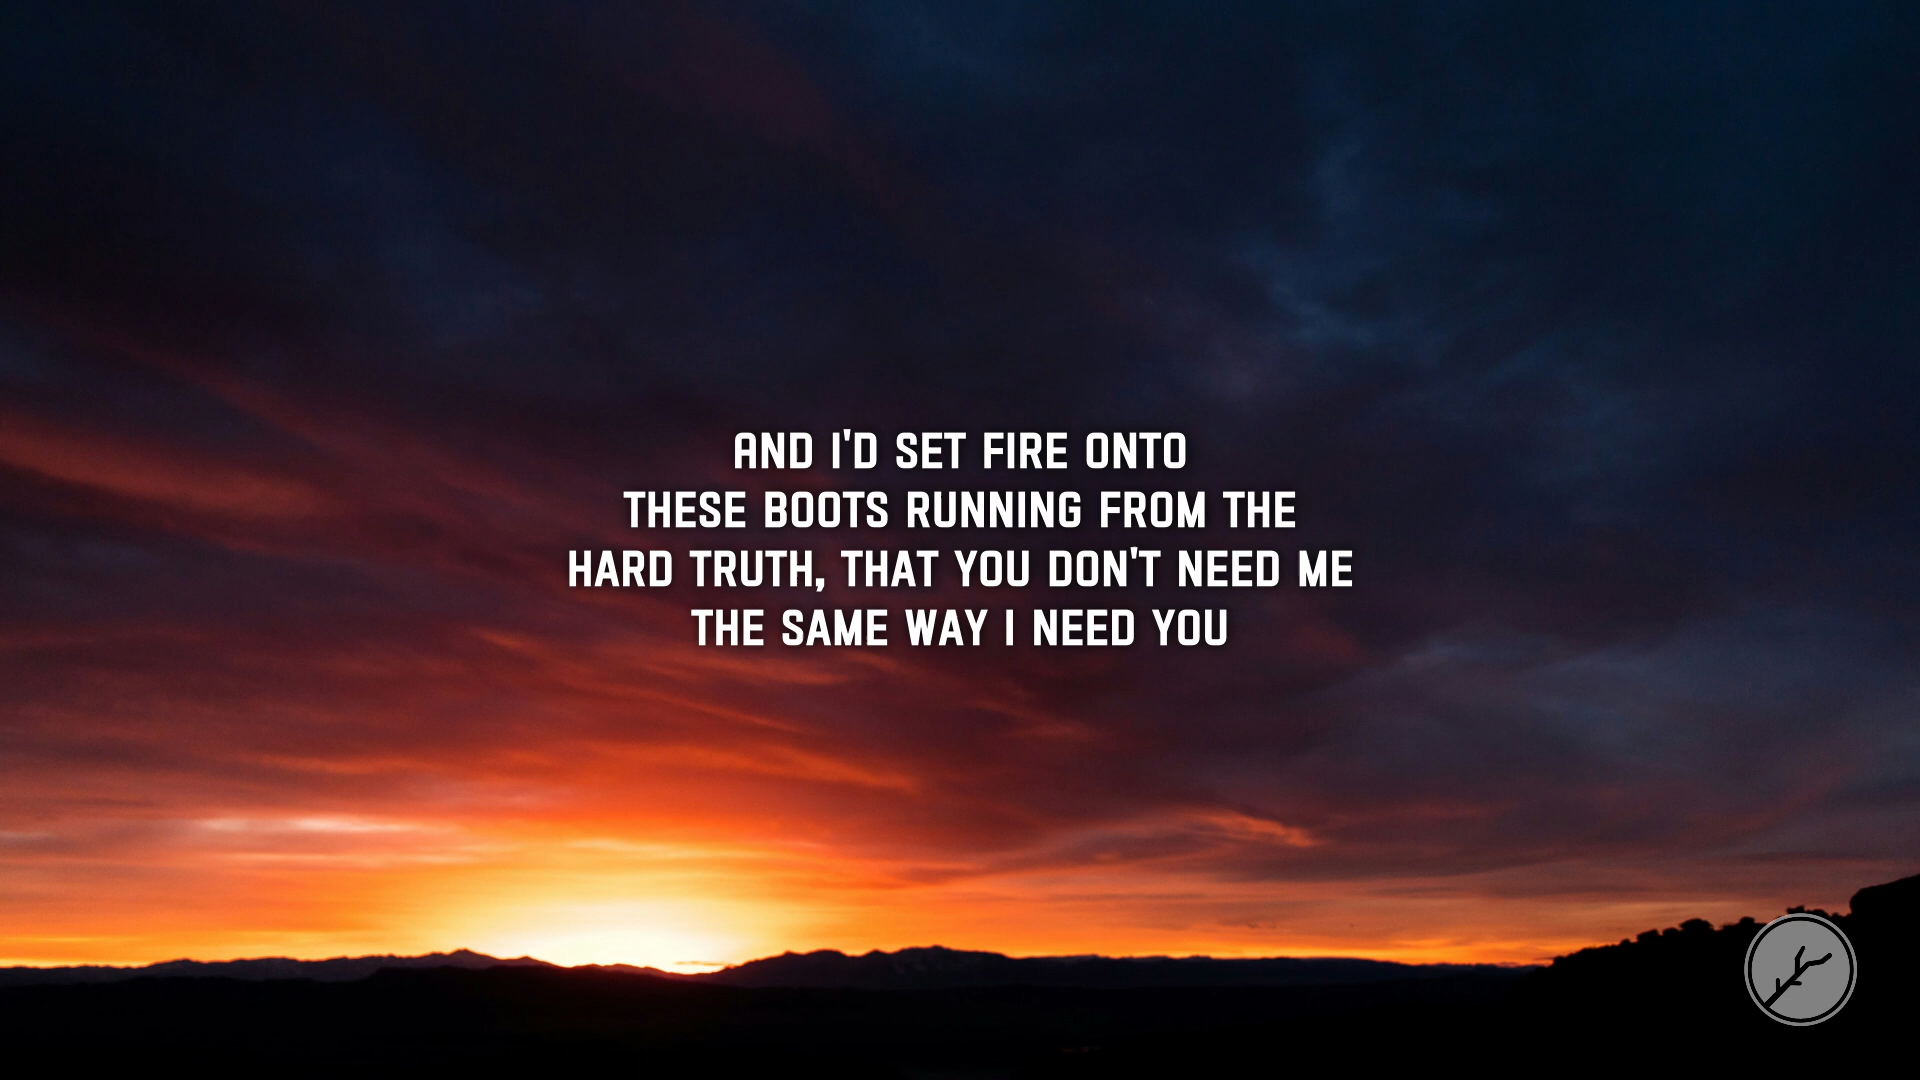 AND I'D SET FIRE ONTO
THESE BOOTS RUNNING FROM THE
HARD TRUTH, THAT YOU DON'T NEED ME
THE SAME WAY I NEED YOU